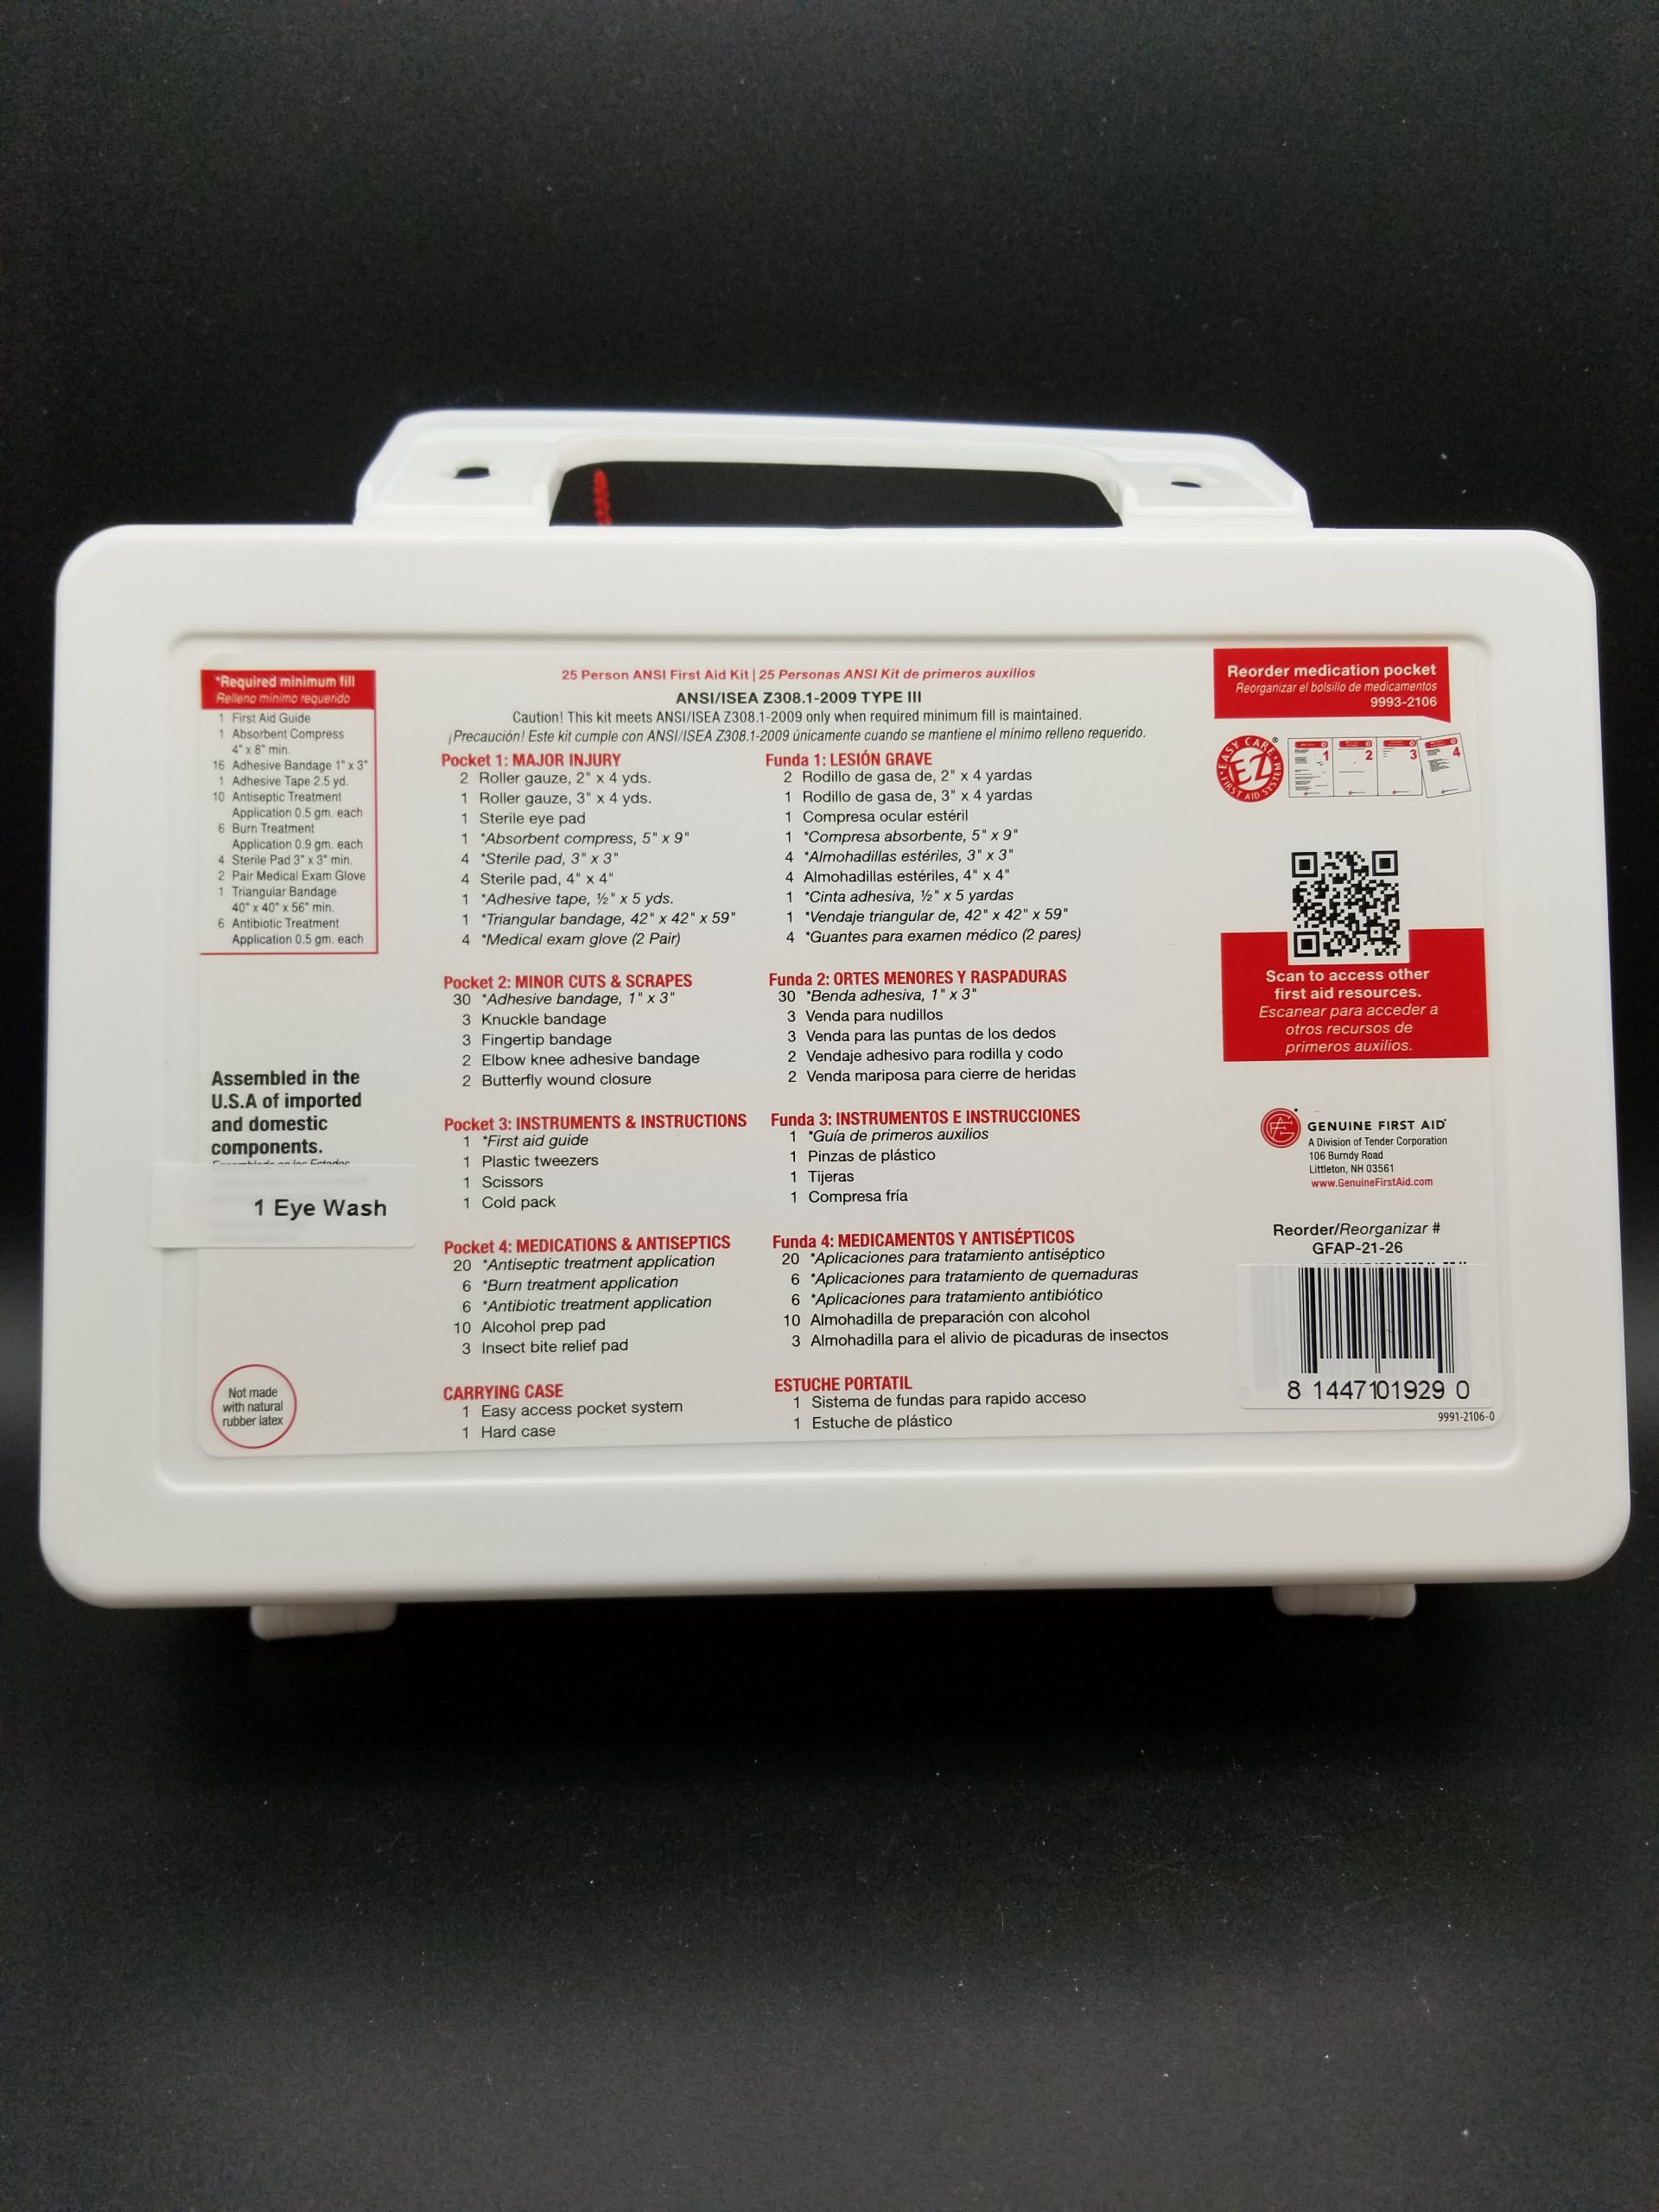 *Required minimum fill
Relleno mínimo requerido
1 First Aid Guide
1 Absorbent Compress
4" x 8" min.
16 Adhesive Bandage 1" x 3"
1 Adhesive Tape 2.5 yd.
10 Antiseptic Treatment
Application 0.5 gm. each
6 Burn Treatment
Application 0.9 gm. each
4 Sterile Pad 3" x 3" min.
2 Pair Medical Exam Glove
1 Triangular Bandage
40" x 40" x 56" min.
6 Antibiotic Treatment
Application 0.5 gm. each
Assembled in the
U.S.A of imported
and domestic
components.
Ensamblado en los Estados
1 Eye Wash
Not made
with natural
rubber latex
25 Person ANSI First Aid Kit | 25 Personas ANSI Kit de primeros auxilios
ANSI/ISEA Z308.1-2009 TYPE III
Caution! This kit meets ANSI/ISEA Z308.1-2009 only when required minimum fill is maintained.
¡Precaución! Este kit cumple con ANSI/ISEA Z308.1-2009 únicamente cuando se mantiene el mínimo relleno requerido.
Pocket 1: MAJOR INJURY
2 Roller gauze, 2" x 4 yds.
1 Roller gauze, 3" x 4 yds.
1 Sterile eye pad
1 *Absorbent compress, 5" x 9"
4 *Sterile pad, 3" x 3"
4 Sterile pad, 4" x 4"
1 *Adhesive tape, ½" x 5 yds.
1 *Triangular bandage, 42" x 42" x 59"
4 *Medical exam glove (2 Pair)
Pocket 2: MINOR CUTS & SCRAPES
30 *Adhesive bandage, 1" x 3"
3 Knuckle bandage
3 Fingertip bandage
2 Elbow knee adhesive bandage
2 Butterfly wound closure
Pocket 3: INSTRUMENTS & INSTRUCTIONS
1 *First aid guide
1 Plastic tweezers
1 Scissors
1 Cold pack
Pocket 4: MEDICATIONS & ANTISEPTICS
20 *Antiseptic treatment application
6 *Burn treatment application
6 *Antibiotic treatment application
10 Alcohol prep pad
3 Insect bite relief pad
CARRYING CASE
1 Easy access pocket system
1 Hard case
Funda 1: LESIÓN GRAVE
2 Rodillo de gasa de, 2" x 4 yardas
1 Rodillo de gasa de, 3" x 4 yardas
1 Compresa ocular estéril
1 *Compresa absorbente, 5" x 9"
4 *Almohadillas estériles, 3" x 3"
4 Almohadillas estériles, 4" x 4"
1 *Cinta adhesiva, ½" x 5 yardas
1 *Vendaje triangular de, 42" x 42" x 59"
4 *Guantes para examen médico (2 pares)
Funda 2: ORTES MENORES Y RASPADURAS
30 *Benda adhesiva, 1" x 3"
3 Venda para nudillos
3 Venda para las puntas de los dedos
2 Vendaje adhesivo para rodilla y codo
2 Venda mariposa para cierre de heridas
Funda 3: INSTRUMENTOS E INSTRUCCIONES
1 *Guía de primeros auxilios
1 Pinzas de plástico
1 Tijeras
1 Compresa fría
Funda 4: MEDICAMENTOS Y ANTISÉPTICOS
20 *Aplicaciones para tratamiento antiséptico
6 *Aplicaciones para tratamiento de quemaduras
6 *Aplicaciones para tratamiento antibiótico
10 Almohadilla de preparación con alcohol
3 Almohadilla para el alivio de picaduras de insectos
ESTUCHE PORTATIL
1 Sistema de fundas para rapido acceso
1 Estuche de plástico
Reorder medication pocket
Reorganizar el bolsillo de medicamentos
9993-2106
EASY CARE
EZ
FIRST AID SYSTEM
®
1 2 3 4
Scan to access other
first aid resources.
Escanear para acceder a
otros recursos de
primeros auxilios.
GENUINE FIRST AID
A Division of Tender Corporation
106 Burndy Road
Littleton, NH 03561
www.GenuineFirstAid.com
Reorder/Reorganizar #
GFAP-21-26
8 14471 01929 0
9991-2106-0